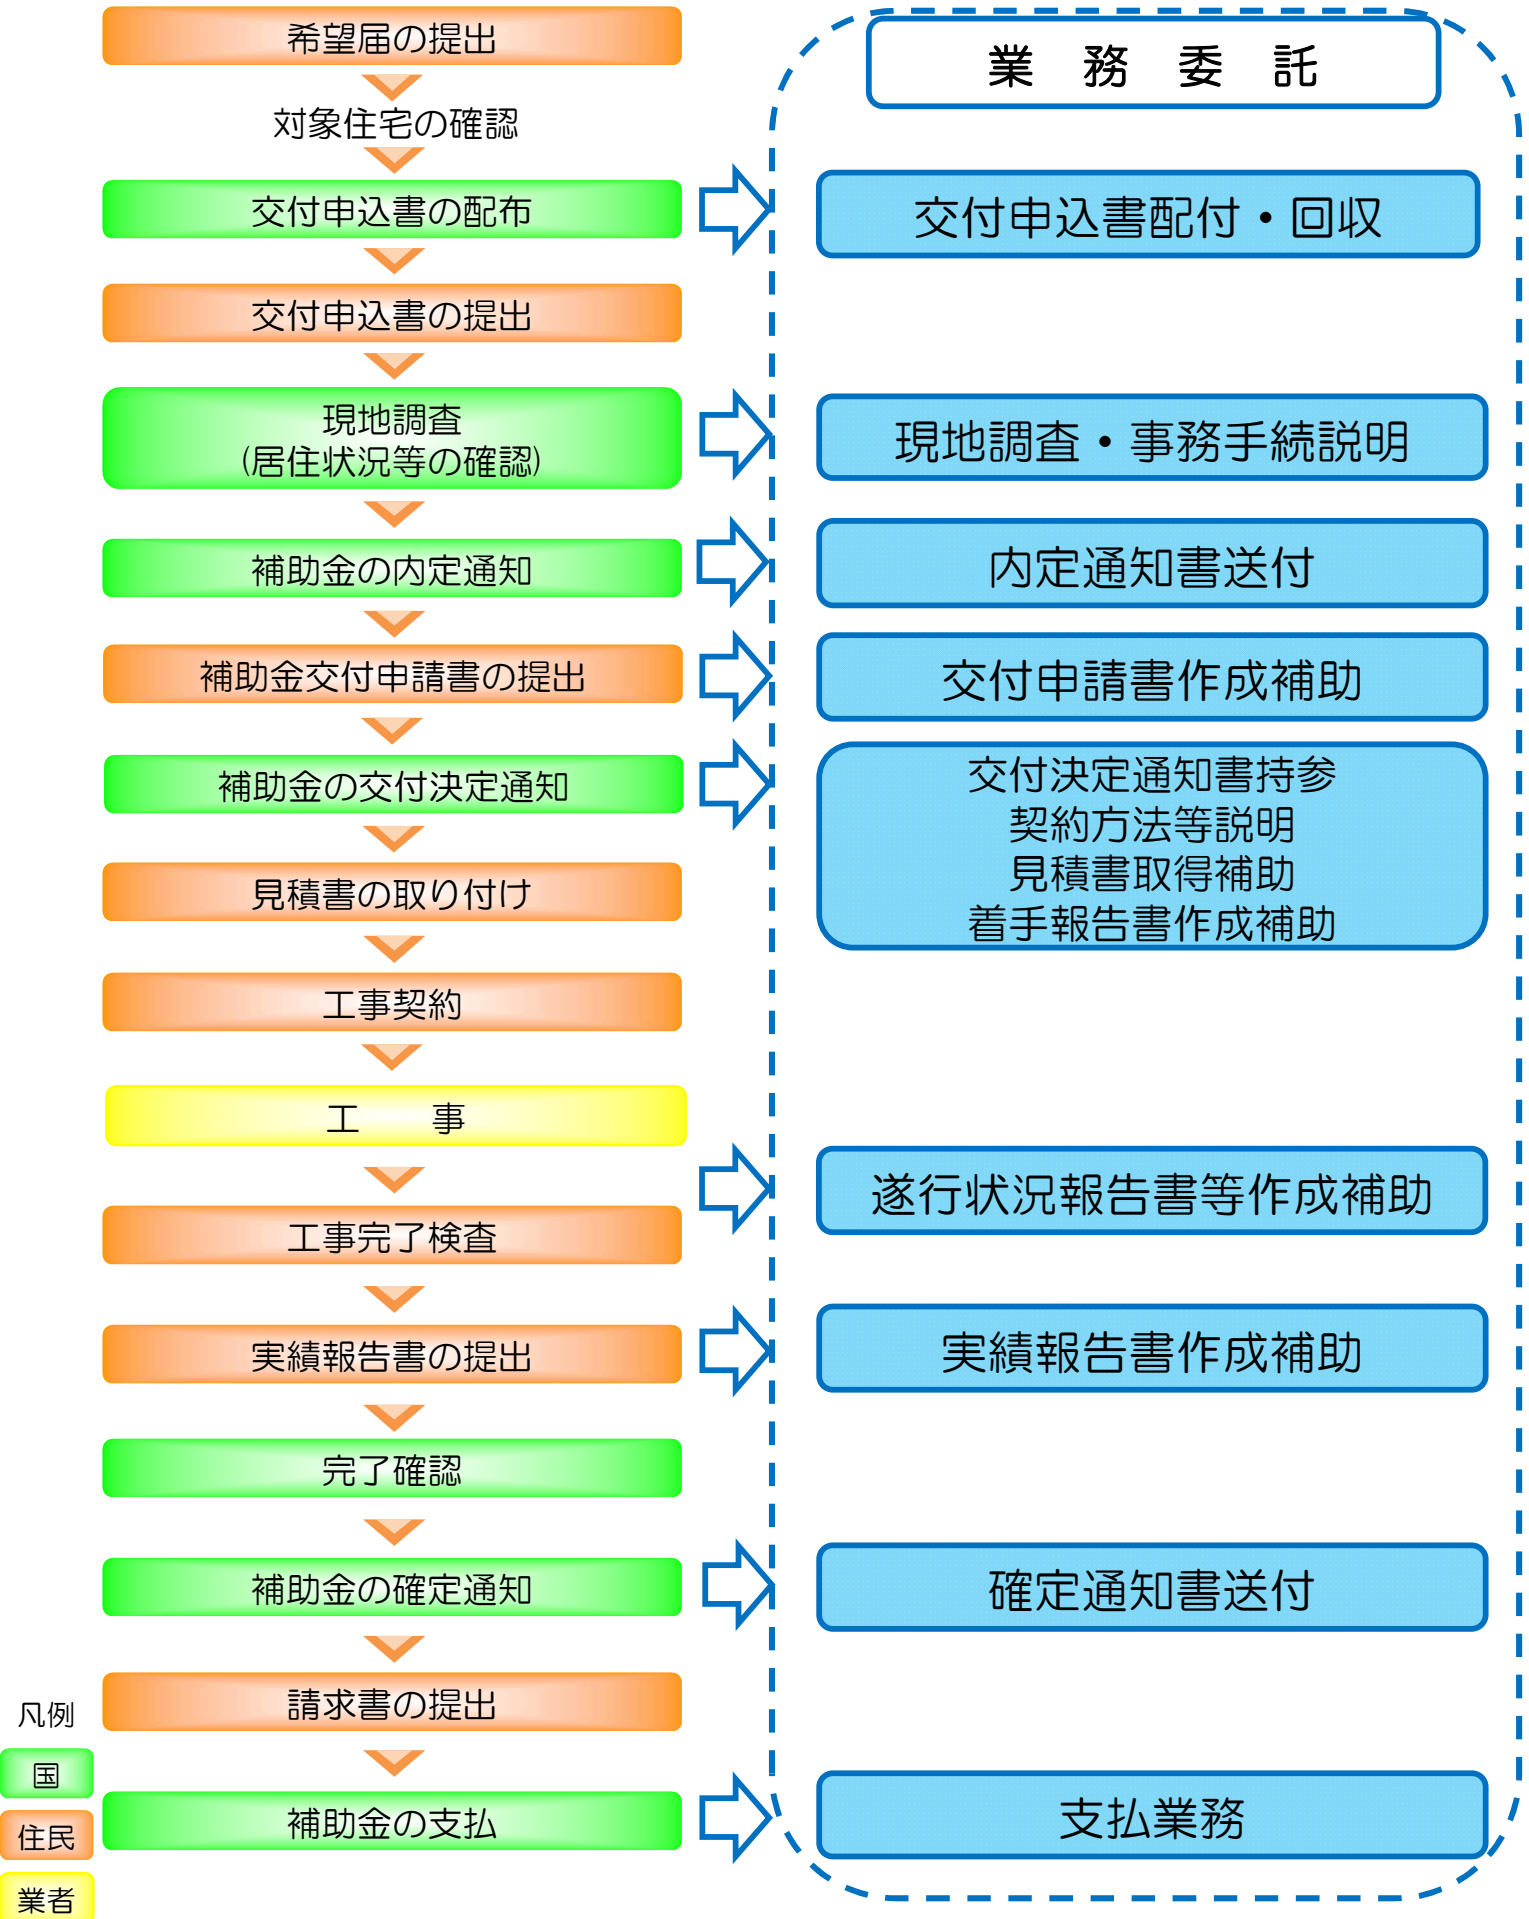 希望届の提出
対象住宅の確認
交付申込書の配布
交付申込書の提出
現地調査
(居住状況等の確認)
補助金の内定通知
補助金交付申請書の提出
補助金の交付決定通知
見積書の取り付け
工事契約
工　　事
工事完了検査
実績報告書の提出
完了確認
補助金の確定通知
請求書の提出
補助金の支払
凡例
国
住民
業者
業　務　委　託
交付申込書配付・回収
現地調査・事務手続説明
内定通知書送付
交付申請書作成補助
交付決定通知書持参
契約方法等説明
見積書取得補助
着手報告書作成補助
遂行状況報告書等作成補助
実績報告書作成補助
確定通知書送付
支払業務